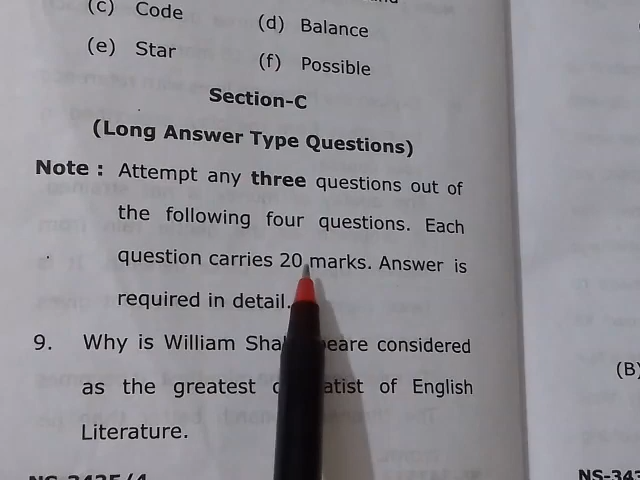 (c) Code
(d) Balance
(e) Star
(f) Possible
Section-C
(Long Answer Type Questions)
Note : Attempt any three questions out of
the following four questions. Each
question carries 20 marks. Answer is
required in detail.
9. Why is William considered
as the greatest of English
Literature.
(B)